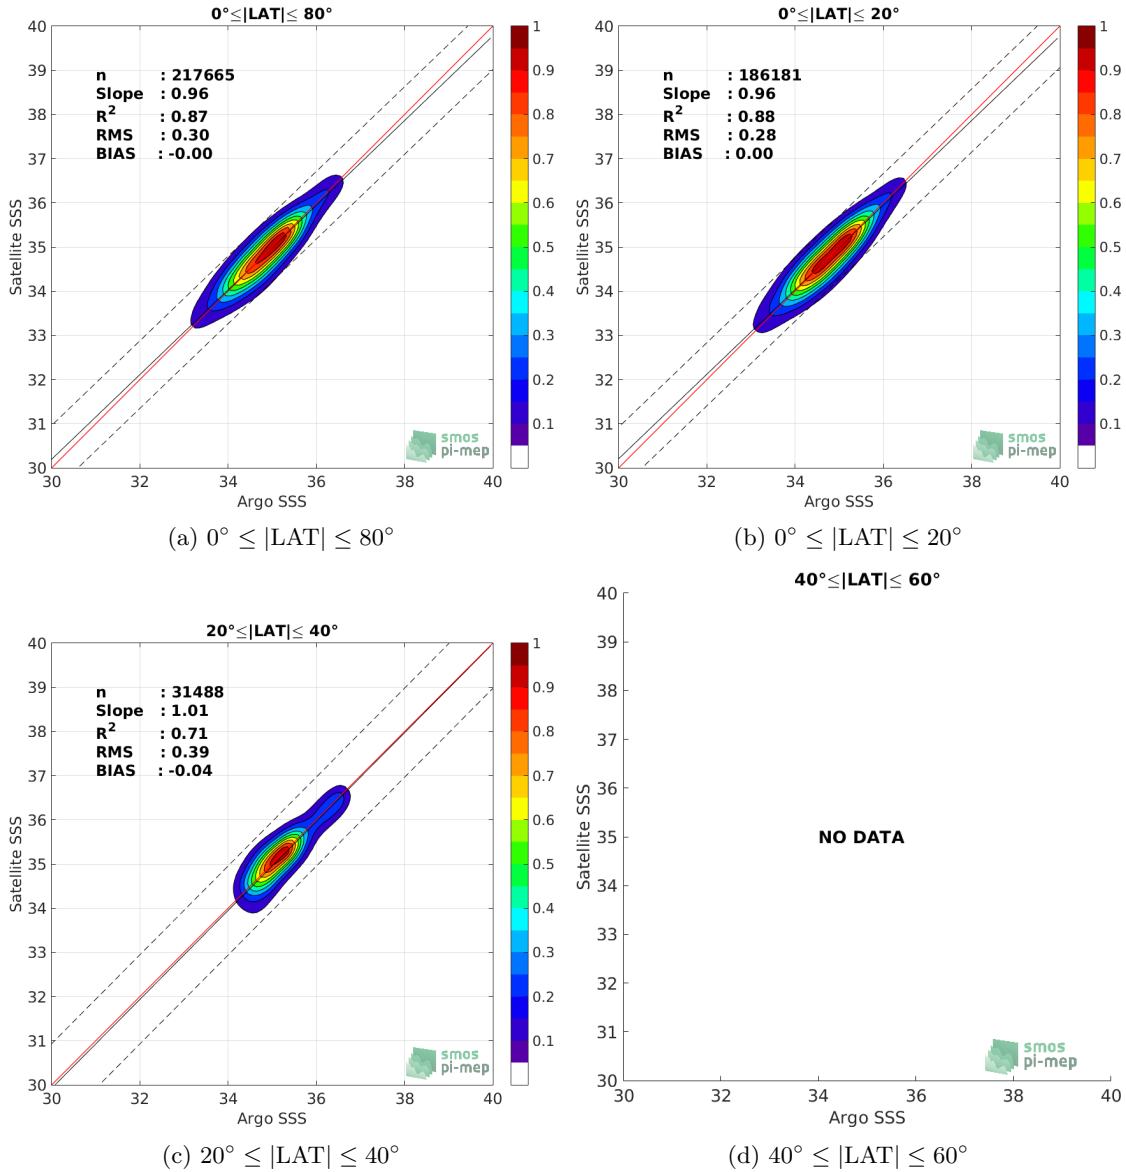 0°≤|LAT|≤ 80°
40
39
38
37
36
35
34
33
32
31
30
Satellite SSS
n : 217665
Slope : 0.96
R² : 0.87
RMS : 0.30
BIAS : -0.00
smos
pi-mep
30 32 34 36 38 40
Argo SSS
1
0.9
0.8
0.7
0.6
0.5
0.4
0.3
0.2
0.1
(a) 0° ≤ |LAT| ≤ 80°
0°≤|LAT|≤ 20°
40
39
38
37
36
35
34
33
32
31
30
Satellite SSS
n : 186181
Slope : 0.96
R² : 0.88
RMS : 0.28
BIAS : 0.00
smos
pi-mep
30 32 34 36 38 40
Argo SSS
1
0.9
0.8
0.7
0.6
0.5
0.4
0.3
0.2
0.1
(b) 0° ≤ |LAT| ≤ 20°
20°≤|LAT|≤ 40°
40
39
38
37
36
35
34
33
32
31
30
Satellite SSS
n : 31488
Slope : 1.01
R² : 0.71
RMS : 0.39
BIAS : -0.04
smos
pi-mep
30 32 34 36 38 40
Argo SSS
1
0.9
0.8
0.7
0.6
0.5
0.4
0.3
0.2
0.1
(c) 20° ≤ |LAT| ≤ 40°
40°≤|LAT|≤ 60°
40
39
38
37
36
35
34
33
32
31
30
Satellite SSS
NO DATA
smos
pi-mep
30 32 34 36 38 40
Argo SSS
(d) 40° ≤ |LAT| ≤ 60°